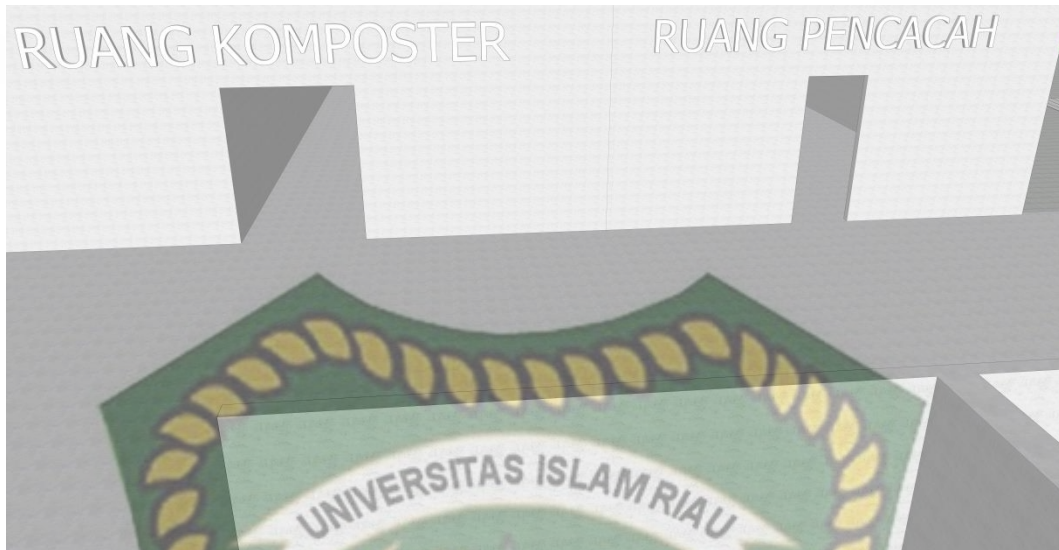 RUANG KOMPOSTER
RUANG PENCACAH
UNIVERSITAS ISLAM RIAU